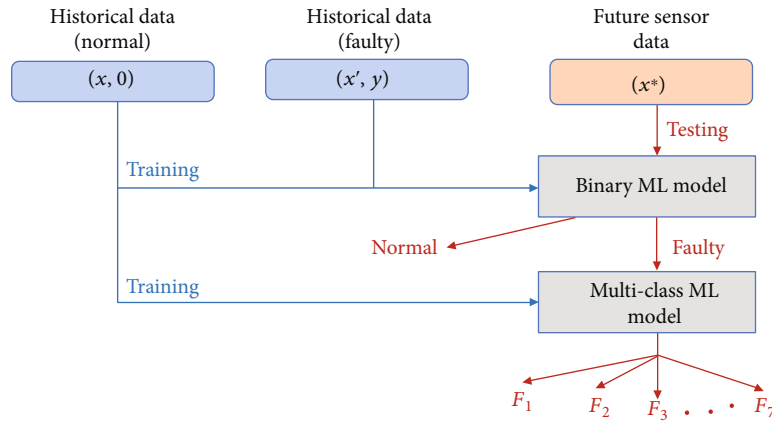 Historical data
(normal)
Historical data
(faulty)
Future sensor
data
(x, 0)
(x′, y)
(x*)
Testing
Training
Binary ML model
Normal
Faulty
Training
Multi-class ML
model
F1 F2 F3 . . . F7